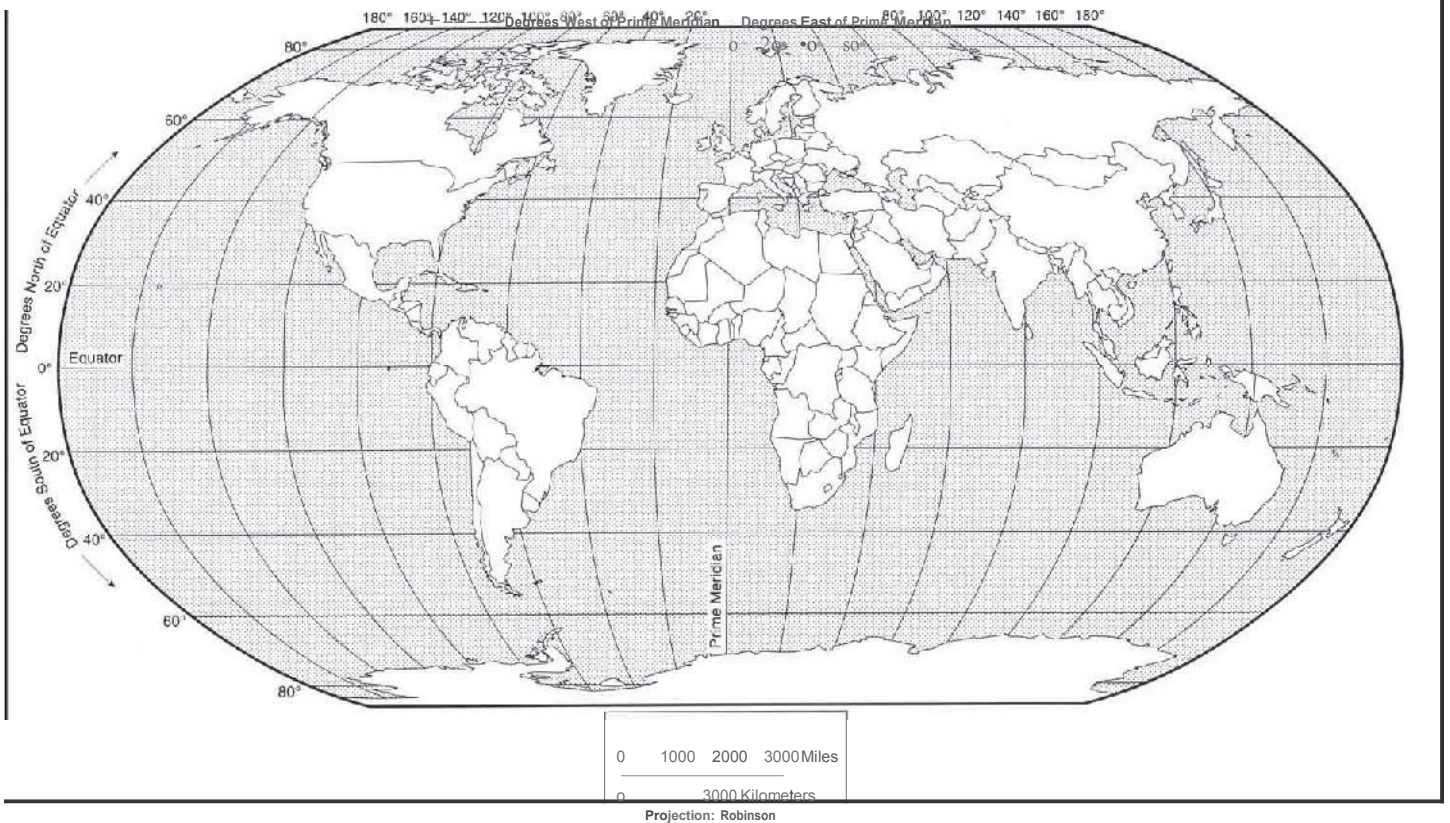 180° 160° 140° 120° 100° 80° 60° 40° 20° 80° 100° 120° 140° 160° 180°
Degrees West of Prime Meridian Degrees East of Prime Meridian
80° 0 20° •0° 80°
60°
40°
Degrees North of Equator
20°
Equator
0°
Degrees South of Equator
20°
40°
Prime Meridian
60°
80°
0 1000 2000 3000 Miles
o 3000 Kilometers
Projection: Robinson